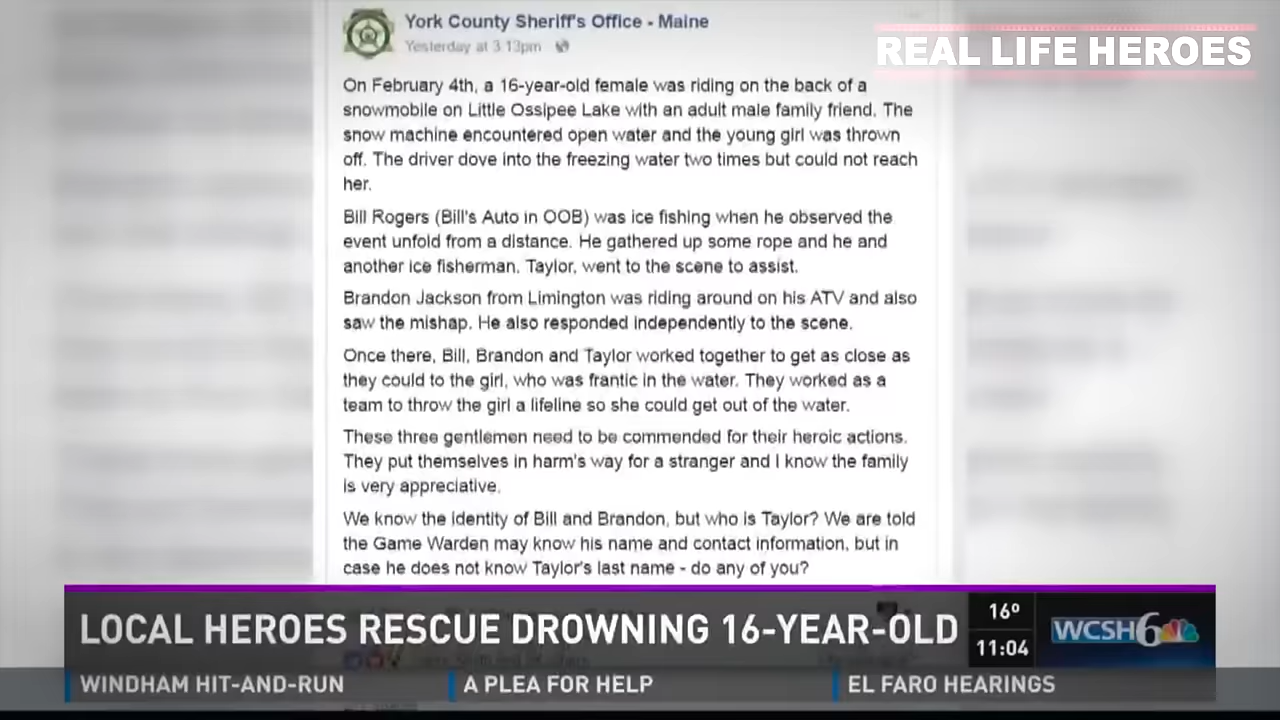 York County Sheriff's Office - Maine
Yesterday at 3:13pm
REAL LIFE HEROES
On February 4th, a 16-year-old female was riding on the back of a
snowmobile on Little Ossipee Lake with an adult male family friend. The
snow machine encountered open water and the young girl was thrown
off. The driver dove into the freezing water two times but could not reach
her.
Bill Rogers (Bill's Auto in OOB) was ice fishing when he observed the
event unfold from a distance. He gathered up some rope and he and
another ice fisherman, Taylor, went to the scene to assist.
Brandon Jackson from Limington was riding around on his ATV and also
saw the mishap. He also responded independently to the scene.
Once there, Bill, Brandon and Taylor worked together to get as close as
they could to the girl, who was frantic in the water. They worked as a
team to throw the girl a lifeline so she could get out of the water.
These three gentlemen need to be commended for their heroic actions.
They put themselves in harm's way for a stranger and I know the family
is very appreciative.
We know the identity of Bill and Brandon, but who is Taylor? We are told
the Game Warden may know his name and contact information, but in
case he does not know Taylor's last name - do any of you?
LOCAL HEROES RESCUE DROWNING 16-YEAR-OLD
16°
11:04
WCSH6
WINDHAM HIT-AND-RUN
A PLEA FOR HELP
EL FARO HEARINGS